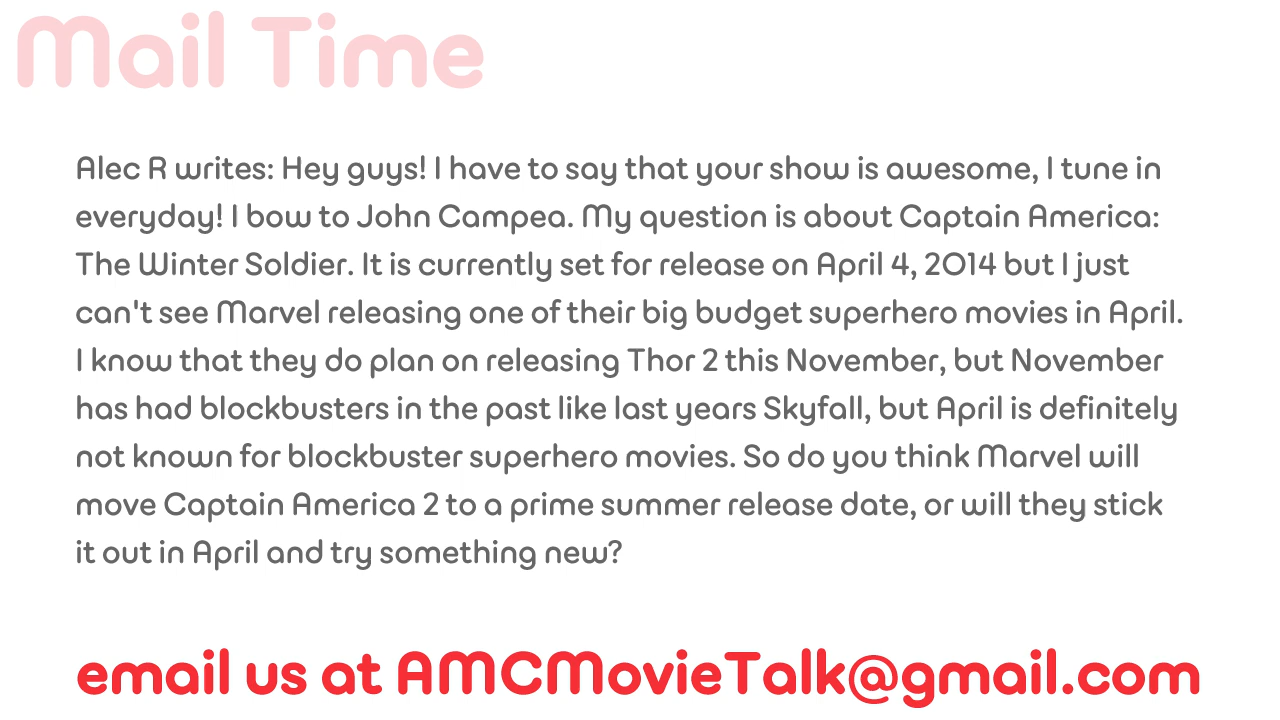 Mail Time
Alec R writes: Hey guys! I have to say that your show is awesome, I tune in
everyday! I bow to John Campea. My question is about Captain America:
The Winter Soldier. It is currently set for release on April 4, 2014 but I just
can't see Marvel releasing one of their big budget superhero movies in April.
I know that they do plan on releasing Thor 2 this November, but November
has had blockbusters in the past like last years Skyfall, but April is definitely
not known for blockbuster superhero movies. So do you think Marvel will
move Captain America 2 to a prime summer release date, or will they stick
it out in April and try something new?
email us at AMCMovieTalk@gmail.com